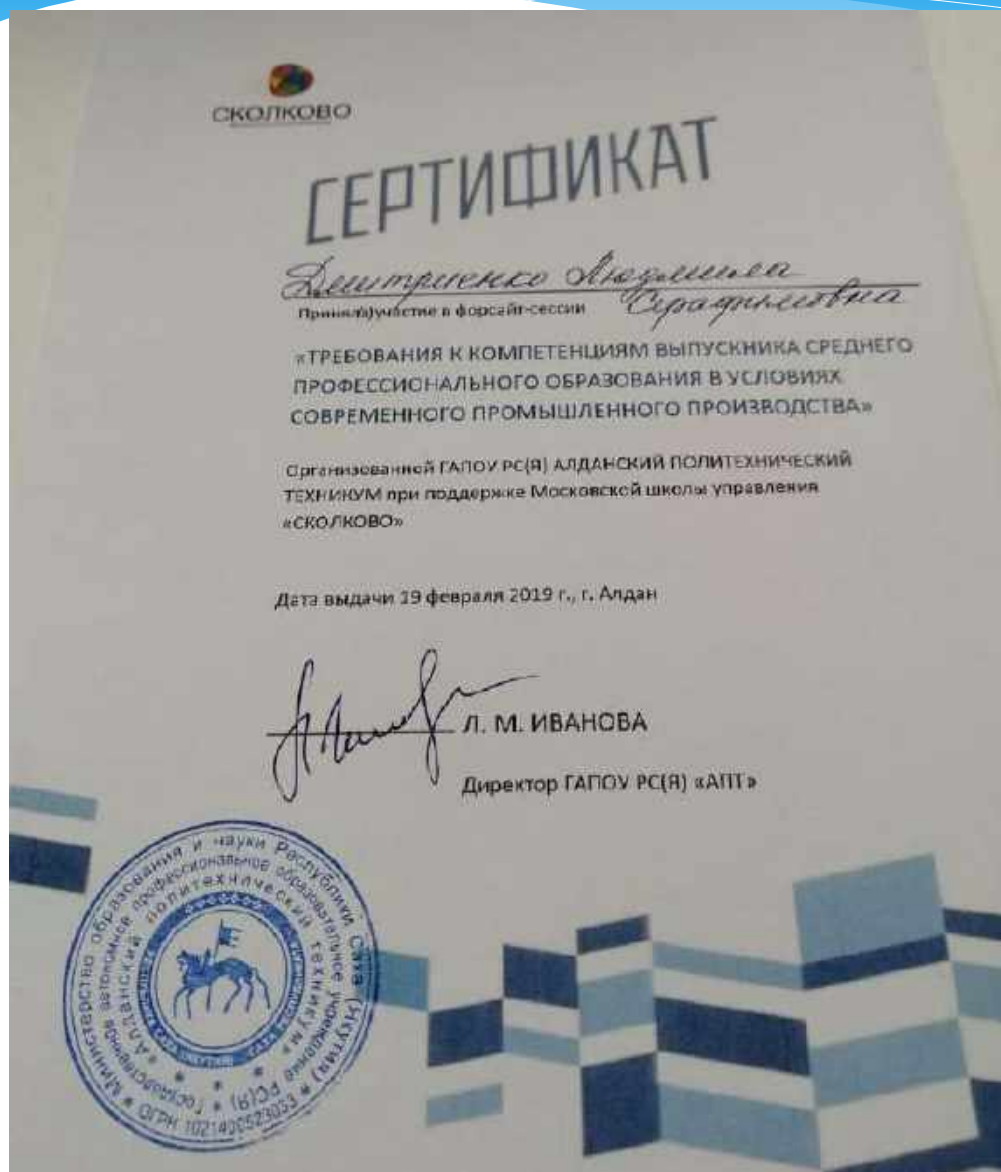 СКОЛКОВО
СЕРТИФИКАТ
Дмитриенко Людмила
Принял(а)участие в форсайт-сессии Серафимовна
«ТРЕБОВАНИЯ К КОМПЕТЕНЦИЯМ ВЫПУСКНИКА СРЕДНЕГО
ПРОФЕССИОНАЛЬНОГО ОБРАЗОВАНИЯ В УСЛОВИЯХ
СОВРЕМЕННОГО ПРОМЫШЛЕННОГО ПРОИЗВОДСТВА»
Организованной ГАПОУ РС(Я) АЛДАНСКИЙ ПОЛИТЕХНИЧЕСКИЙ
ТЕХНИКУМ при поддержке Московской школы управления
«СКОЛКОВО»
Дата выдачи 19 февраля 2019 г., г. Алдан
Л. М. ИВАНОВА
Директор ГАПОУ РС(Я) «АПТ»
Министерство образования и науки Республики Саха (Якутия)
Государственное автономное профессиональное образовательное учреждение РС(Я)
«Алданский политехнический техникум»
ОГРН